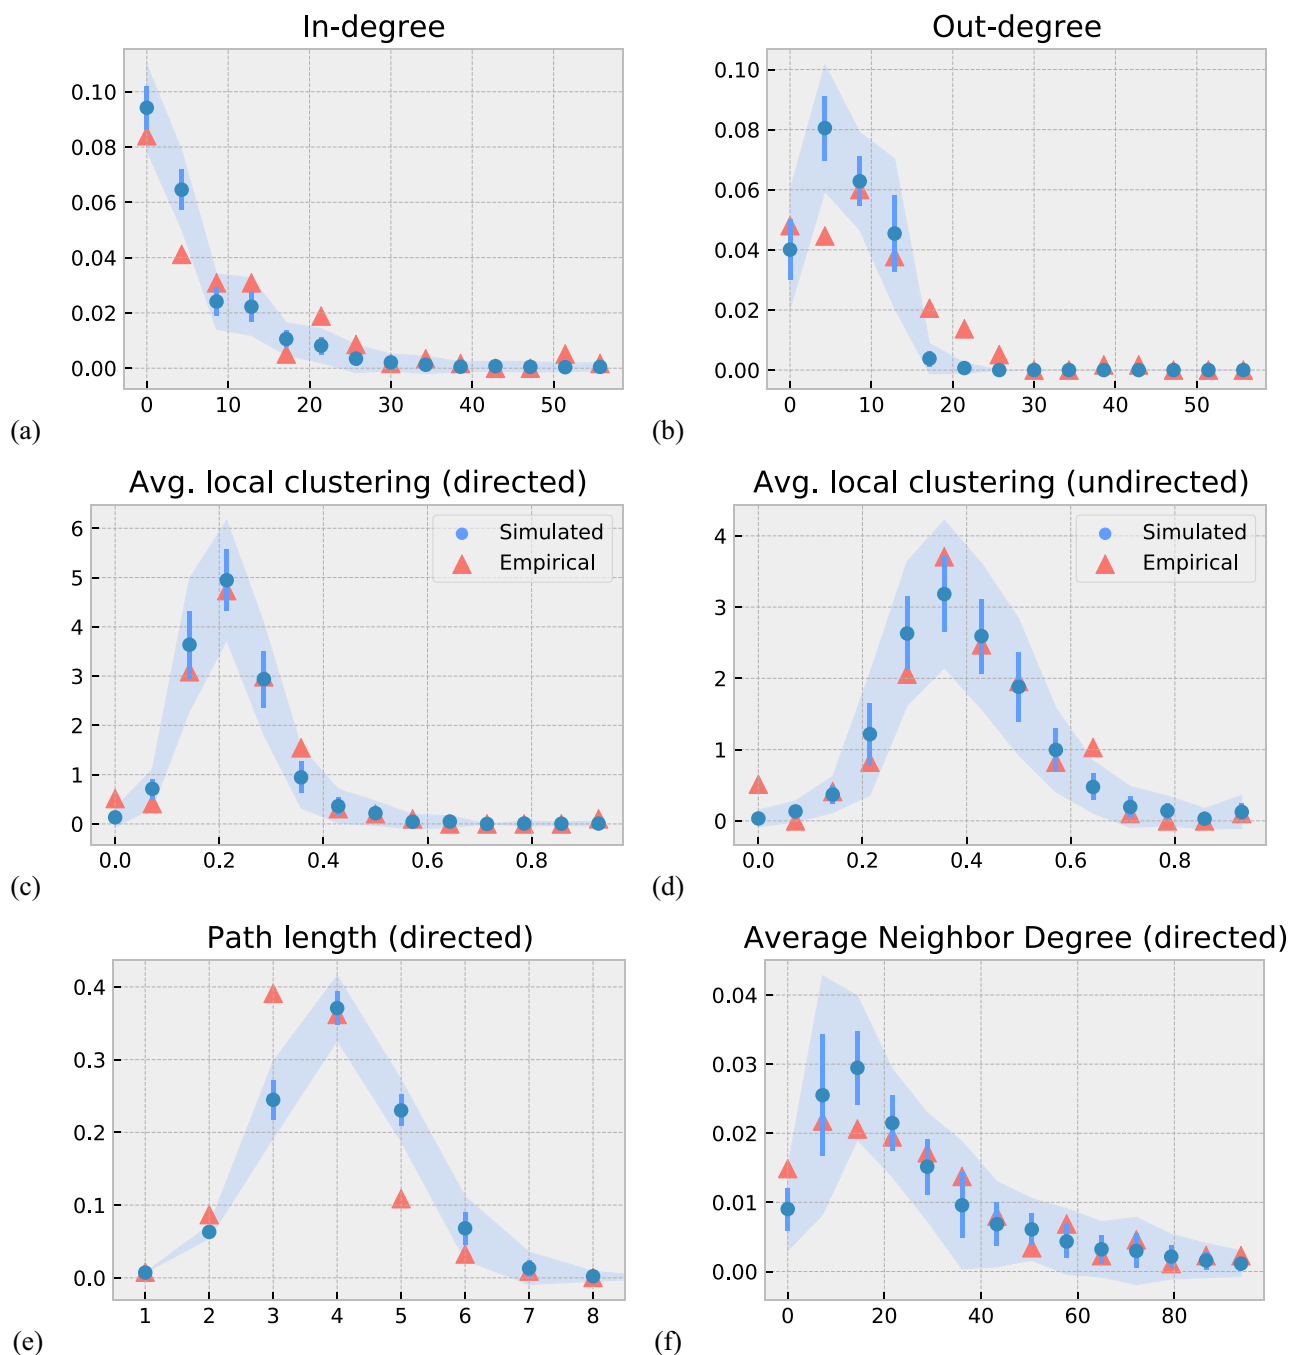 In-degree
0.10
0.08
0.06
0.04
0.02
0.00
0 10 20 30 40 50
(a)
Out-degree
0.10
0.08
0.06
0.04
0.02
0.00
0 10 20 30 40 50
(b)
Avg. local clustering (directed)
6
5
4
3
2
1
0
Simulated
Empirical
0.0 0.2 0.4 0.6 0.8
(c)
Avg. local clustering (undirected)
4
3
2
1
0
Simulated
Empirical
0.0 0.2 0.4 0.6 0.8
(d)
Path length (directed)
0.4
0.3
0.2
0.1
0.0
1 2 3 4 5 6 7 8
(e)
Average Neighbor Degree (directed)
0.04
0.03
0.02
0.01
0.00
0 20 40 60 80
(f)